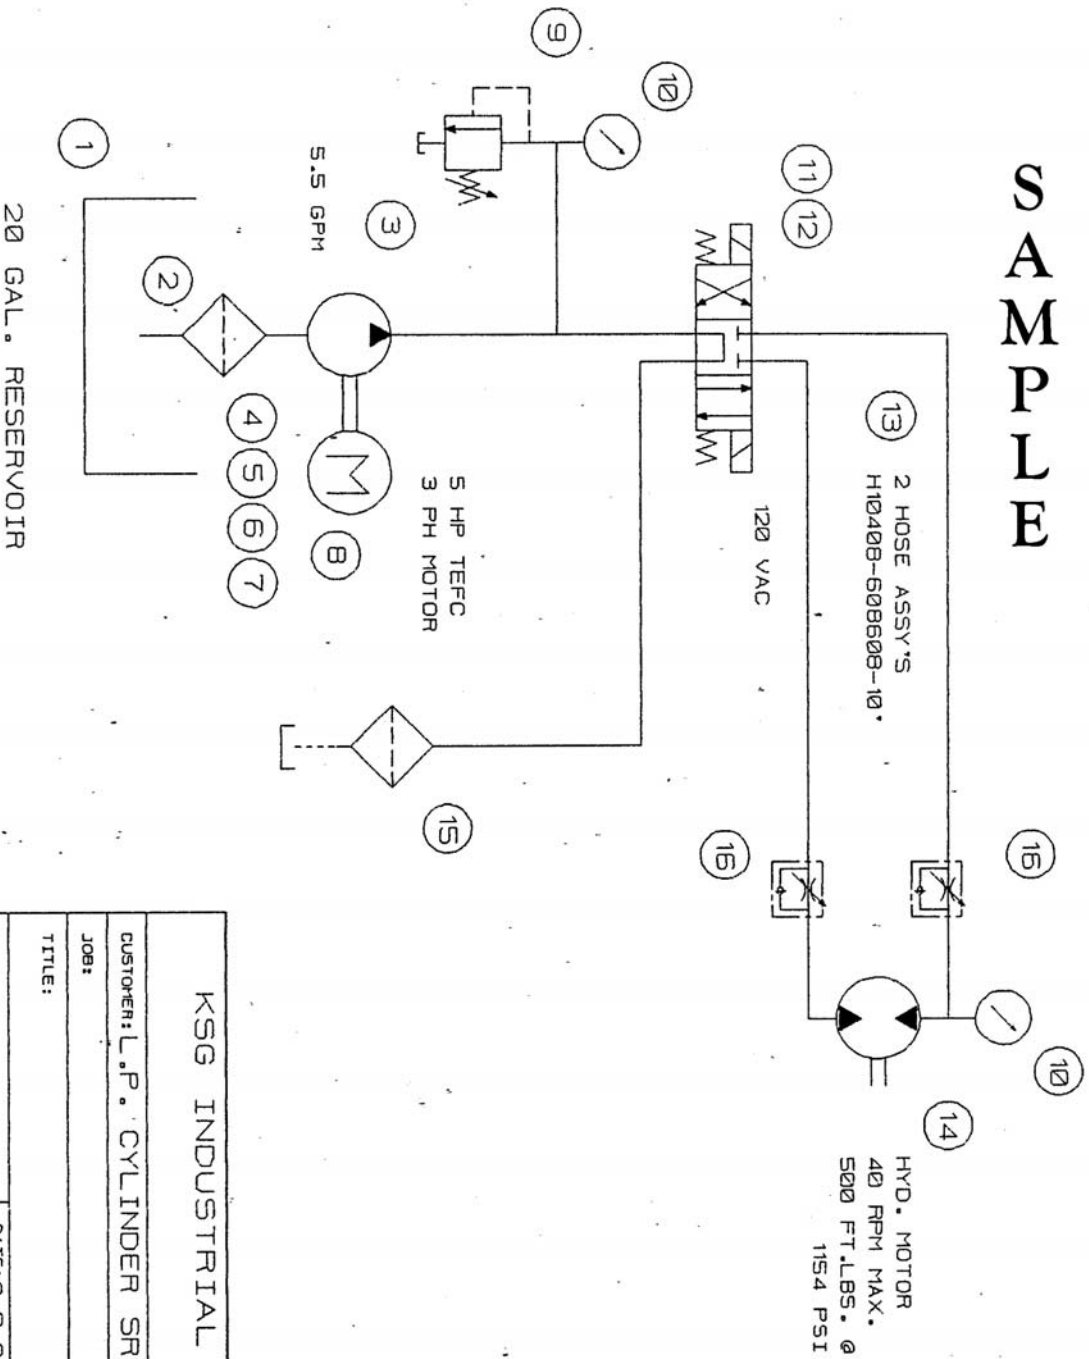 SAMPLE
9
10
11
12
1
3
5.5 GPM
2
20 GAL. RESERVOIR
4
5
6
7
8
5 HP TEFC
3 PH MOTOR
13
2 HOSE ASSY'S
H10408-608608-10'
120 VAC
M
15
16
16
10
14
HYD. MOTOR
40 RPM MAX.
500 FT.LBS. @
1154 PSI
KSG INDUSTRIAL
CUSTOMER: L.P. CYLINDER SR
JOB:
TITLE: